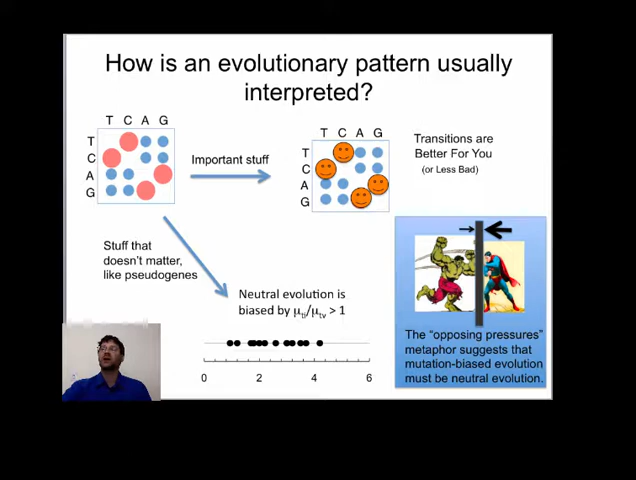 How is an evolutionary pattern usually
interpreted?
T C A G
T
C
A
G
Important stuff
T C A G
T
C
A
G
Transitions are
Better For You
(or Less Bad)
Stuff that
doesn't matter,
like pseudogenes
Neutral evolution is
biased by μti/μtv > 1
0 2 4 6
The "opposing pressures"
metaphor suggests that
mutation-biased evolution
must be neutral evolution.